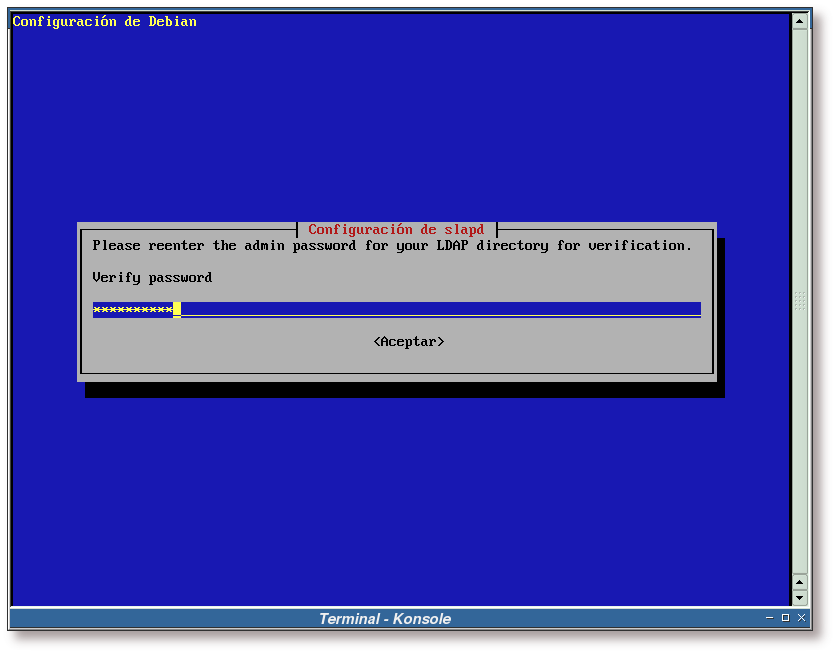 Configuración de Debian
Configuración de slapd
Please reenter the admin password for your LDAP directory for verification.
Verify password
**********
<Aceptar>
Terminal - Konsole